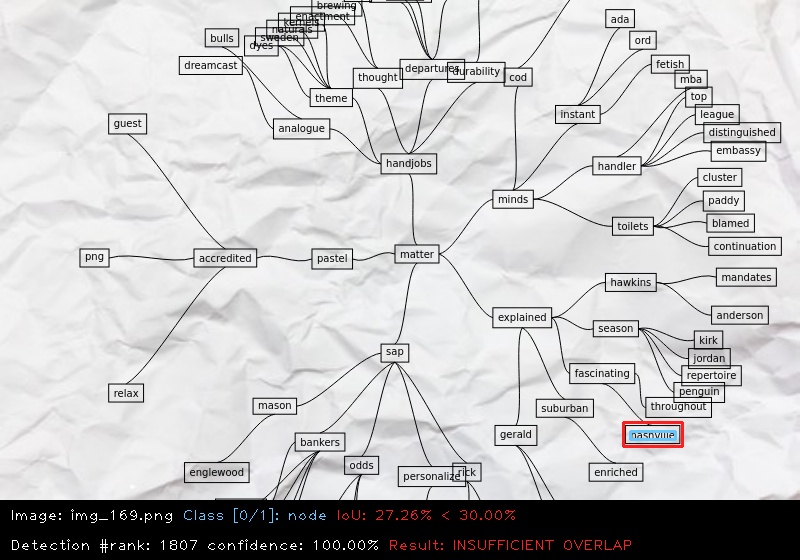 brewing
enactment
kernels
naturals
sweden
dyes
bulls
dreamcast
theme
analogue
thought
departures
durability
cod
ada
ord
fetish
mba
top
league
distinguished
embassy
instant
handler
guest
handjobs
minds
cluster
paddy
blamed
continuation
toilets
png
accredited
pastel
matter
hawkins
mandates
anderson
explained
season
kirk
jordan
repertoire
penguin
throughout
fascinating
sap
relax
mason
suburban
nashville
gerald
bankers
odds
englewood
personalize
rick
enriched
Image: img_169.png Class [0/1]: node IoU: 27.26% < 30.00%
Detection #rank: 1807 confidence: 100.00% Result: INSUFFICIENT OVERLAP